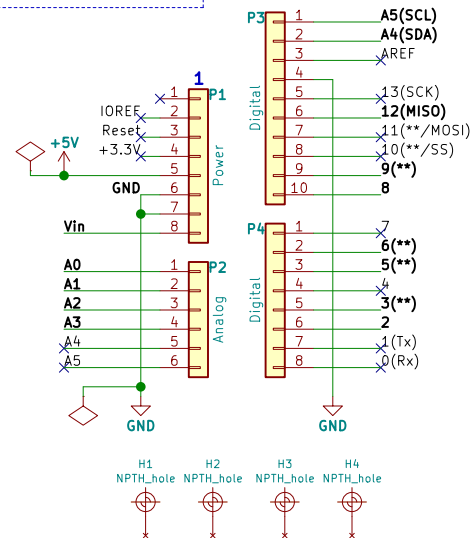 1
P1
Power
1
IOREF 2
Reset 3
+3.3V 4
+5V
5
GND 6
7
Vin 8
P2
Analog
A0 1
A1 2
A2 3
A3 4
A4 5
A5 6
GND
P3
Digital
1 A5(SCL)
2 A4(SDA)
3 AREF
4
5 13(SCK)
6 12(MISO)
7 11(**/MOSI)
8 10(**/SS)
9 9(**)
10 8
P4
Digital
1 7
2 6(**)
3 5(**)
4 4
5 3(**)
6 2
7 1(Tx)
8 0(Rx)
GND
H1
NPTH_hole
H2
NPTH_hole
H3
NPTH_hole
H4
NPTH_hole